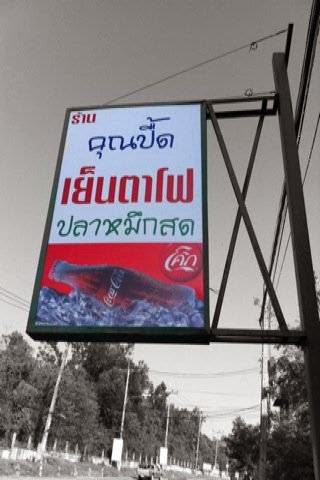 ร้าน
คุณปื๊ด
เย็นตาโฟ
ปลาหมึกสด
โค้ก
Coca-Cola